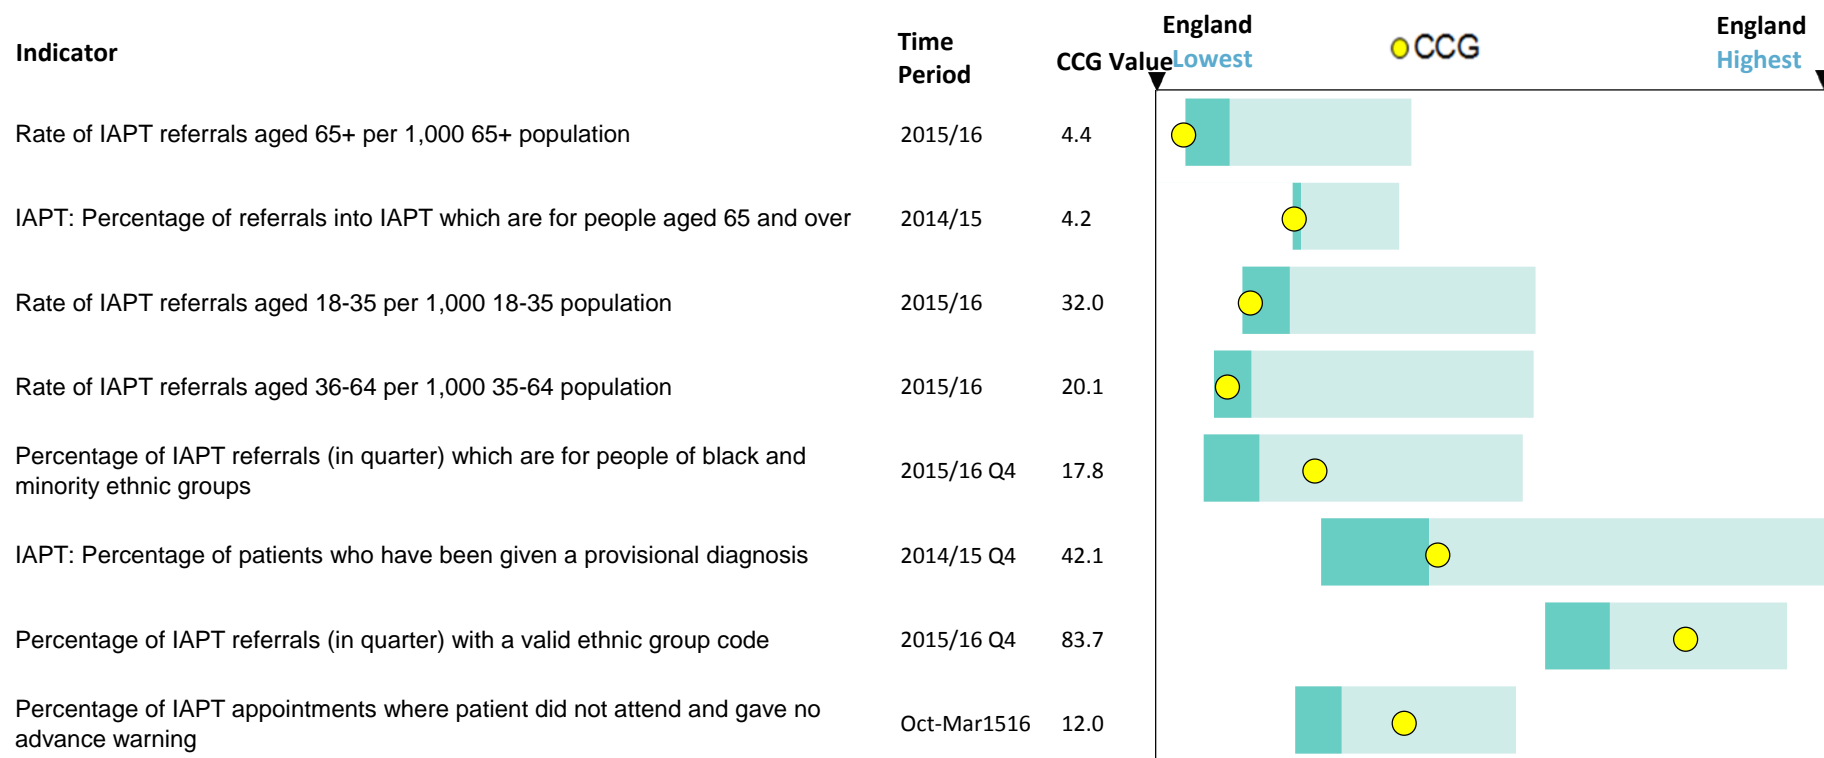 Indicator
Time
Period
CCG Value
England
Lowest
CCG
England
Highest
Rate of IAPT referrals aged 65+ per 1,000 65+ population
2015/16
4.4
IAPT: Percentage of referrals into IAPT which are for people aged 65 and over
2014/15
4.2
Rate of IAPT referrals aged 18-35 per 1,000 18-35 population
2015/16
32.0
Rate of IAPT referrals aged 36-64 per 1,000 35-64 population
2015/16
20.1
Percentage of IAPT referrals (in quarter) which are for people of black and
minority ethnic groups
2015/16 Q4
17.8
IAPT: Percentage of patients who have been given a provisional diagnosis
2014/15 Q4
42.1
Percentage of IAPT referrals (in quarter) with a valid ethnic group code
2015/16 Q4
83.7
Percentage of IAPT appointments where patient did not attend and gave no
advance warning
Oct-Mar1516
12.0